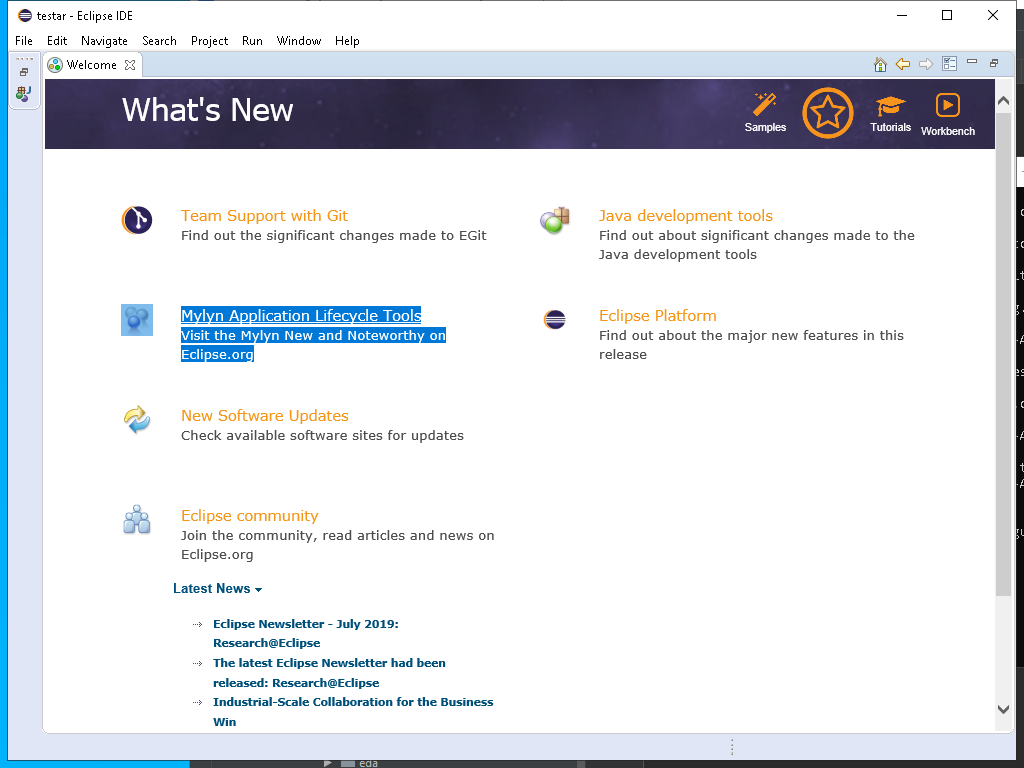 testar - Eclipse IDE
File Edit Navigate Search Project Run Window Help
Welcome
What's New
Samples
Tutorials
Workbench
Team Support with Git
Find out the significant changes made to EGit
Java development tools
Find out about significant changes made to the
Java development tools
Mylyn Application Lifecycle Tools
Visit the Mylyn New and Noteworthy on
Eclipse.org
Eclipse Platform
Find out about the major new features in this
release
New Software Updates
Check available software sites for updates
Eclipse community
Join the community, read articles and news on
Eclipse.org
Latest News
Eclipse Newsletter - July 2019:
Research@Eclipse
The latest Eclipse Newsletter had been
released: Research@Eclipse
Industrial-Scale Collaboration for the Business
Win
eda